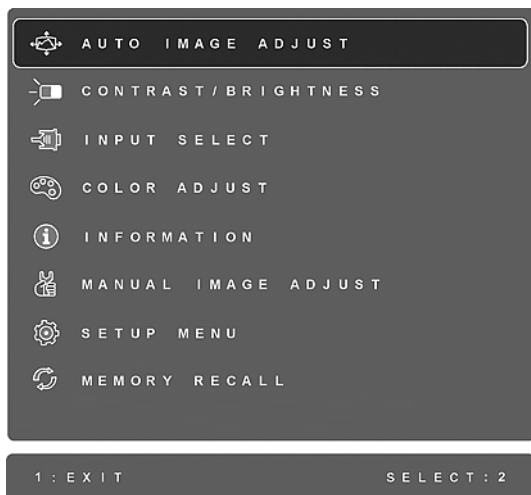 AUTO IMAGE ADJUST
CONTRAST/BRIGHTNESS
INPUT SELECT
COLOR ADJUST
INFORMATION
MANUAL IMAGE ADJUST
SETUP MENU
MEMORY RECALL
1:EXIT SELECT:2